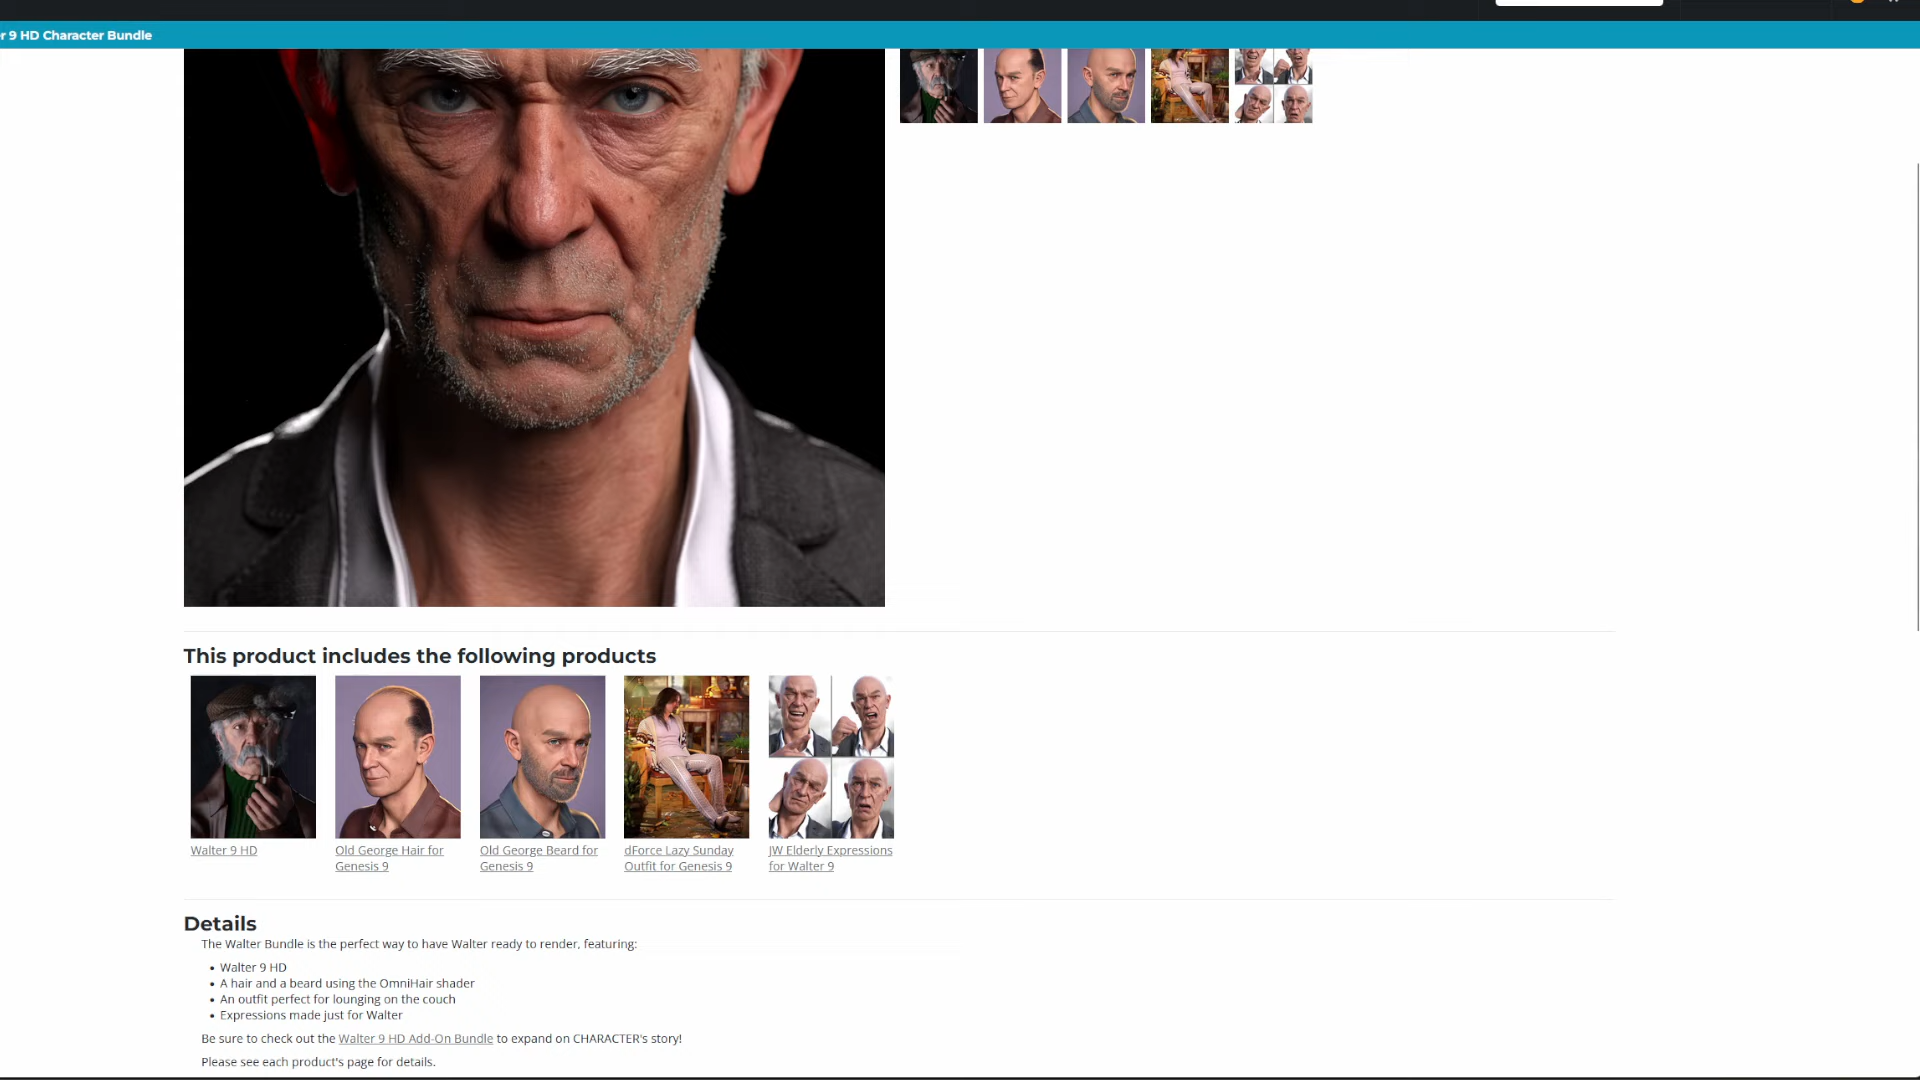 r 9 HD Character Bundle
This product includes the following products
Walter 9 HD
Old George Hair for
Genesis 9
Old George Beard for
Genesis 9
dForce Lazy Sunday
Outfit for Genesis 9
JW Elderly Expressions
for Walter 9
Details
The Walter Bundle is the perfect way to have Walter ready to render, featuring:
• Walter 9 HD
• A hair and a beard using the OmniHair shader
• An outfit perfect for lounging on the couch
• Expressions made just for Walter
Be sure to check out the Walter 9 HD Add-On Bundle to expand on CHARACTER's story!
Please see each product's page for details.